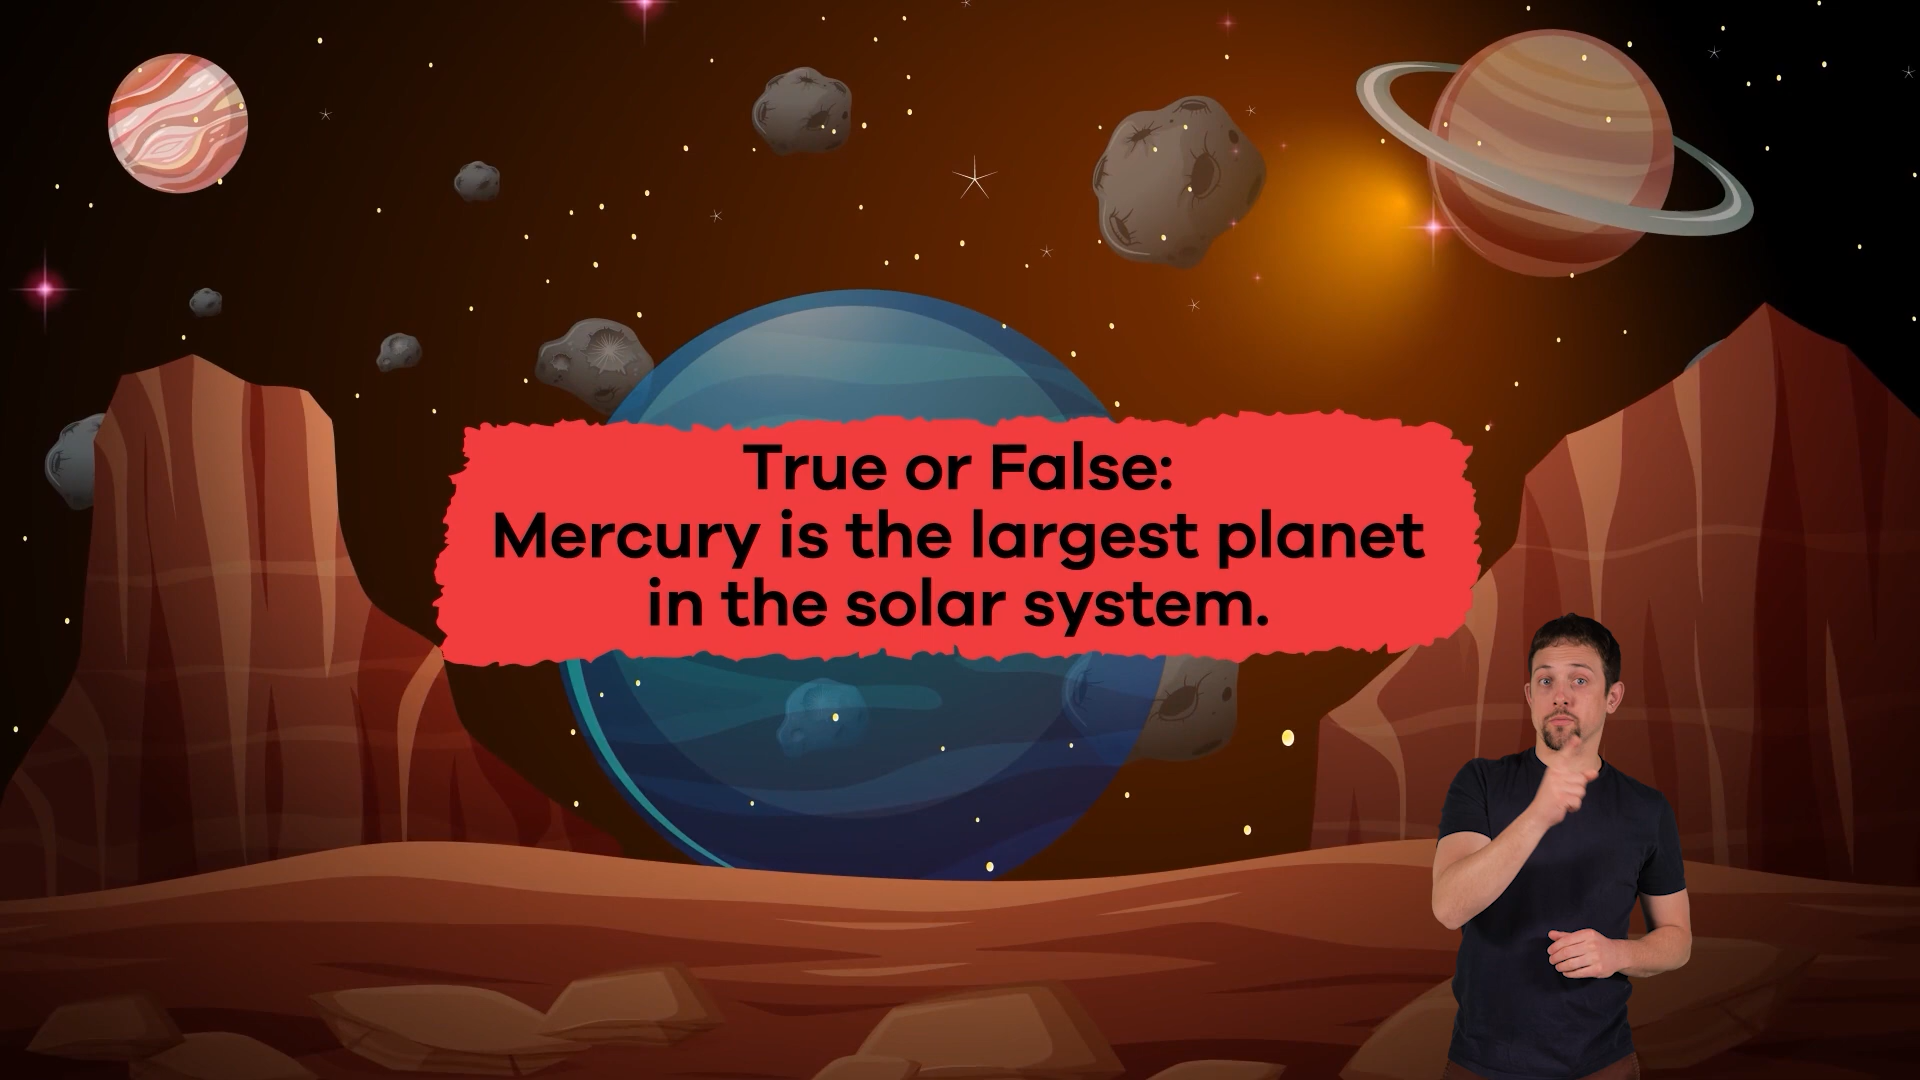 True or False:
Mercury is the largest planet
in the solar system.